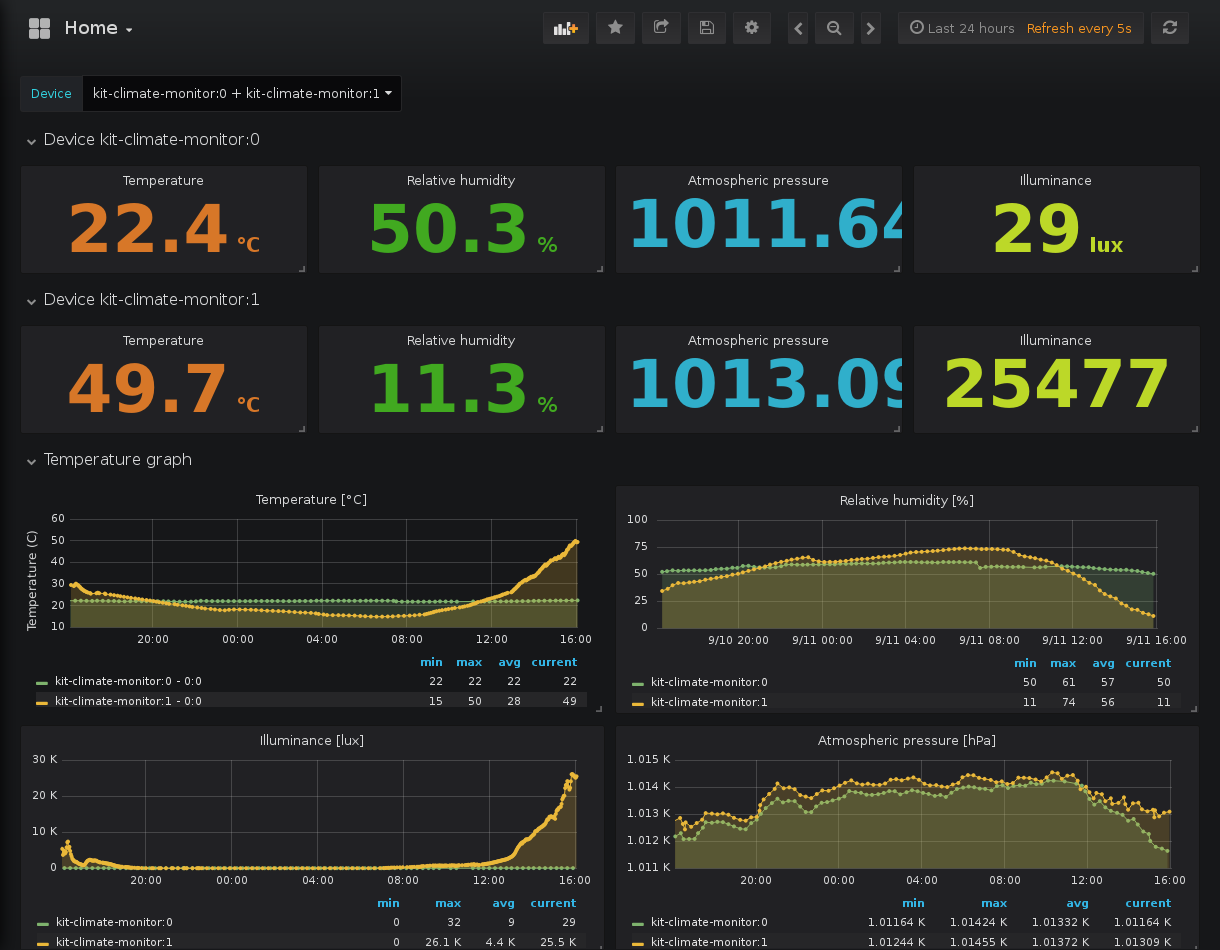 Home
Last 24 hours Refresh every 5s
Device kit-climate-monitor:0 + kit-climate-monitor:1
Device kit-climate-monitor:0
Temperature Relative humidity Atmospheric pressure Illuminance
22.4 °C 50.3 % 1011.64 29 lux
Device kit-climate-monitor:1
Temperature Relative humidity Atmospheric pressure Illuminance
49.7 °C 11.3 % 1013.09 25477
Temperature graph
Temperature [°C]
Temperature (C)
60
50
40
30
20
10
20:00 00:00 04:00 08:00 12:00 16:00
min max avg current
kit-climate-monitor:0 - 0:0 22 22 22 22
kit-climate-monitor:1 - 0:0 15 50 28 49
Relative humidity [%]
100
75
50
25
0
9/10 20:00 9/11 00:00 9/11 04:00 9/11 08:00 9/11 12:00 9/11 16:00
min max avg current
kit-climate-monitor:0 50 61 57 50
kit-climate-monitor:1 11 74 56 11
Illuminance [lux]
30 K
20 K
10 K
0
20:00 00:00 04:00 08:00 12:00 16:00
min max avg current
kit-climate-monitor:0 0 32 9 29
kit-climate-monitor:1 0 26.1 K 4.4 K 25.5 K
Atmospheric pressure [hPa]
1.015 K
1.014 K
1.013 K
1.012 K
1.011 K
20:00 00:00 04:00 08:00 12:00 16:00
min max avg current
kit-climate-monitor:0 1.01164 K 1.01424 K 1.01332 K 1.01164 K
kit-climate-monitor:1 1.01244 K 1.01455 K 1.01372 K 1.01309 K